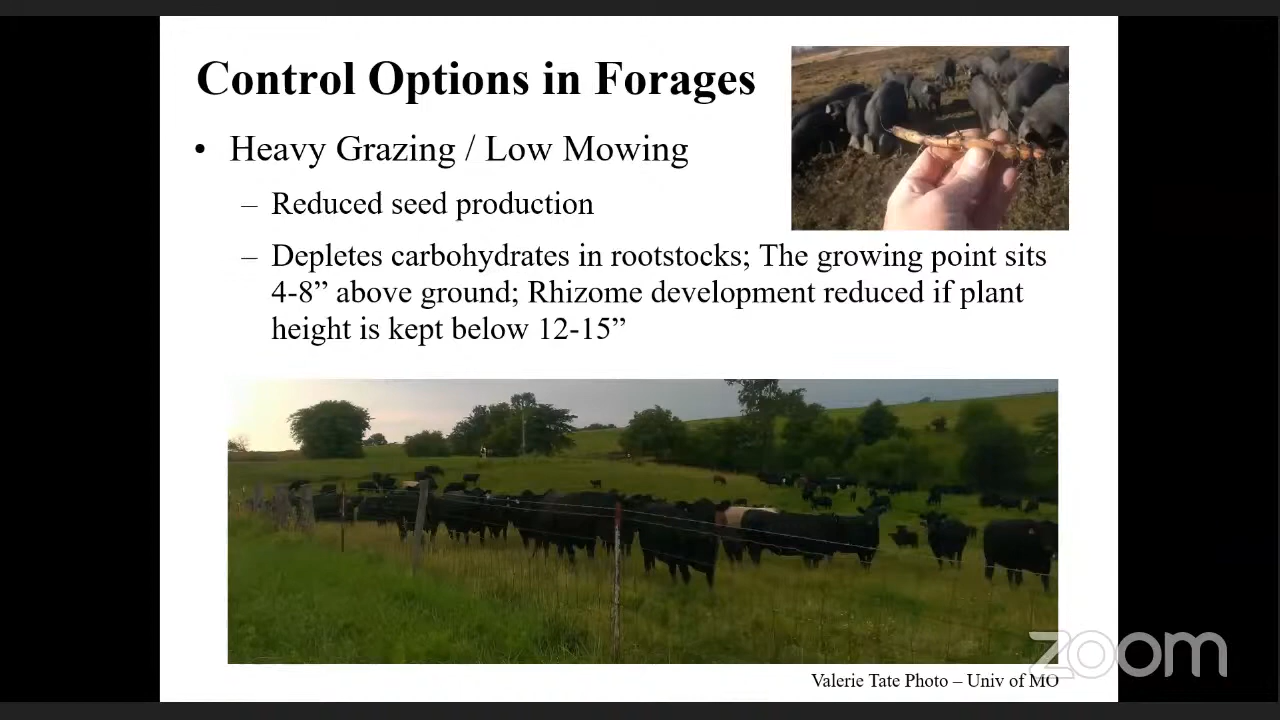 Control Options in Forages
• Heavy Grazing / Low Mowing
– Reduced seed production
– Depletes carbohydrates in rootstocks; The growing point sits
4-8” above ground; Rhizome development reduced if plant
height is kept below 12-15”
zoom
Valerie Tate Photo – Univ of MO